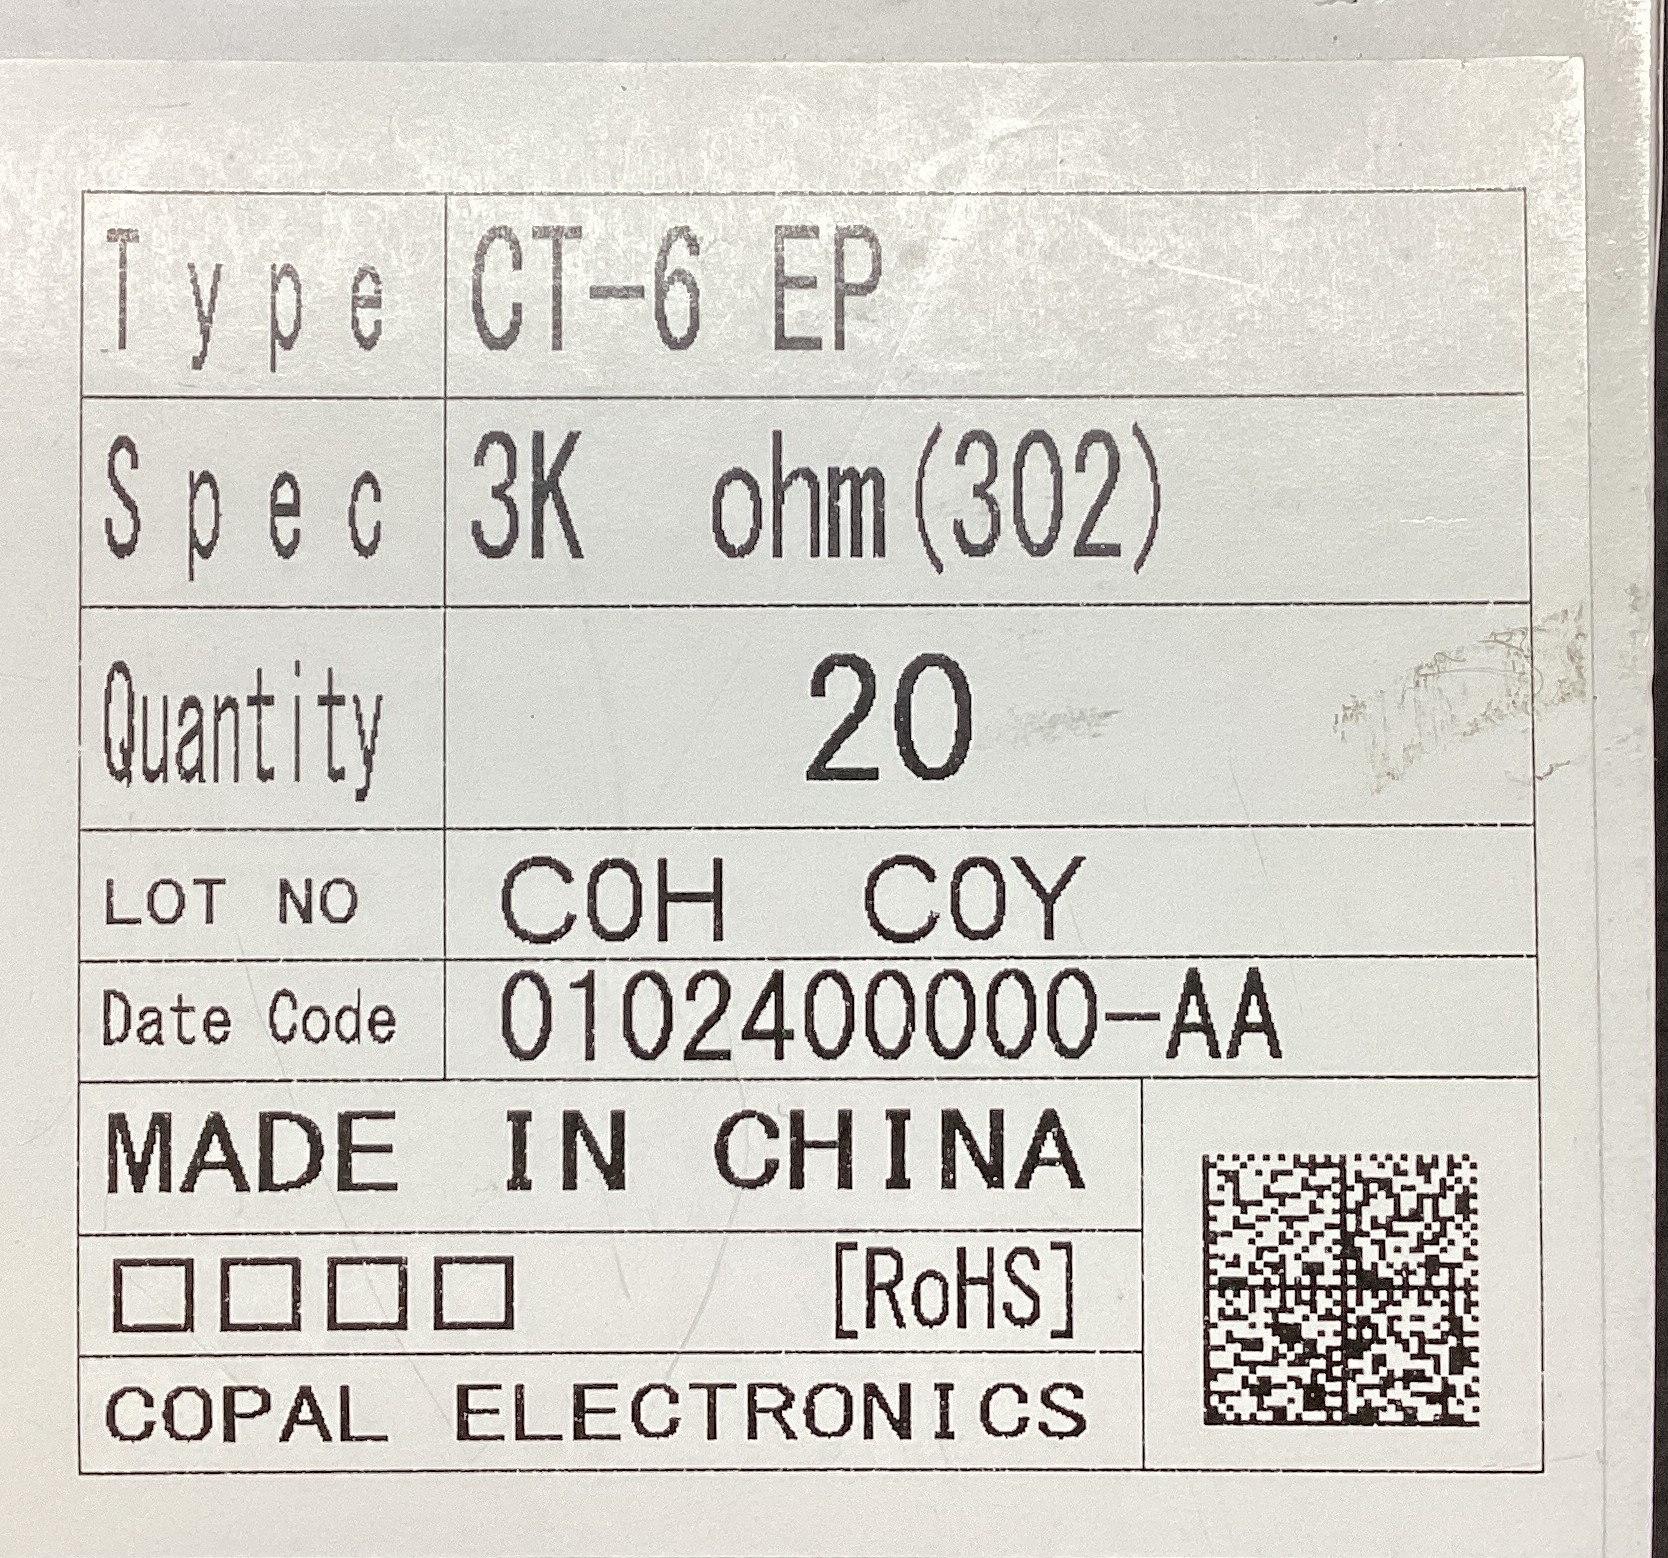 Type CT-6 EP
Spec 3K ohm(302)
Quantity 20
LOT NO COH COY
Date Code 0102400000-AA
MADE IN CHINA
□□□□ [RoHS]
COPAL ELECTRONICS